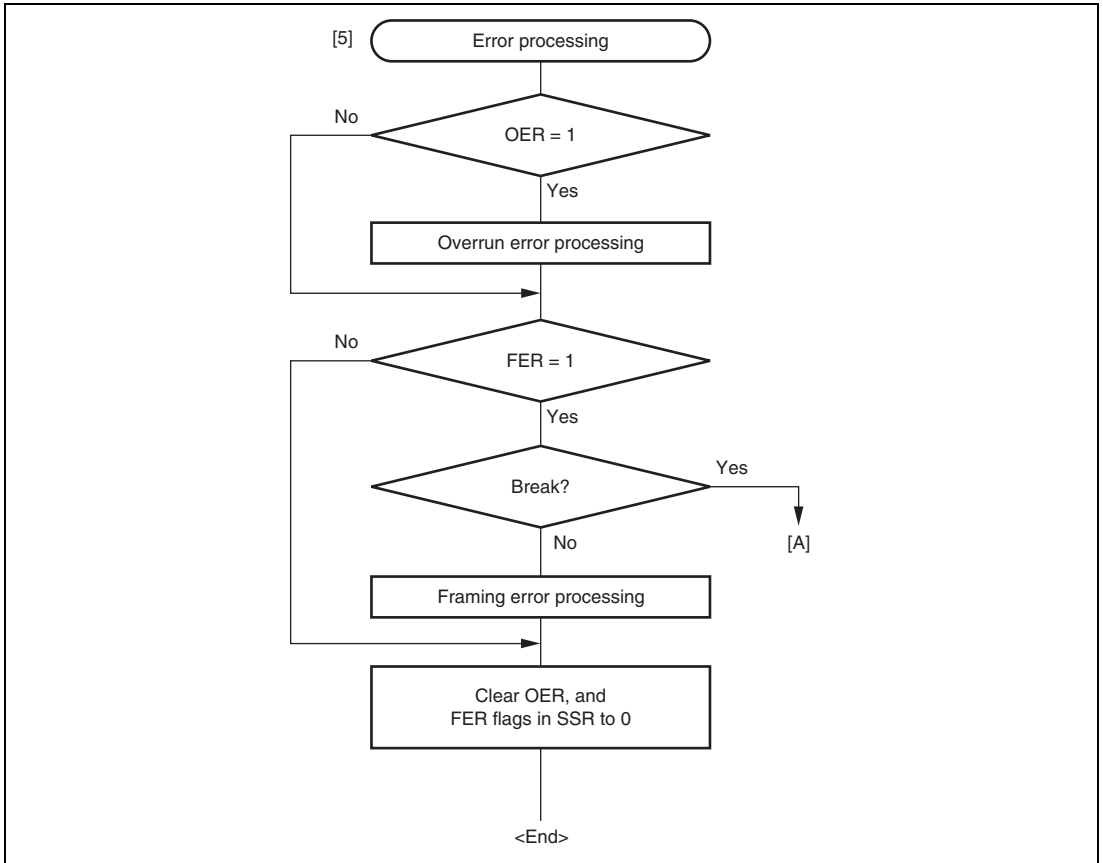 [5]
Error processing
No
OER = 1
Yes
Overrun error processing
No
FER = 1
Yes
Break?
Yes
No
[A]
Framing error processing
Clear OER, and
FER flags in SSR to 0
<End>